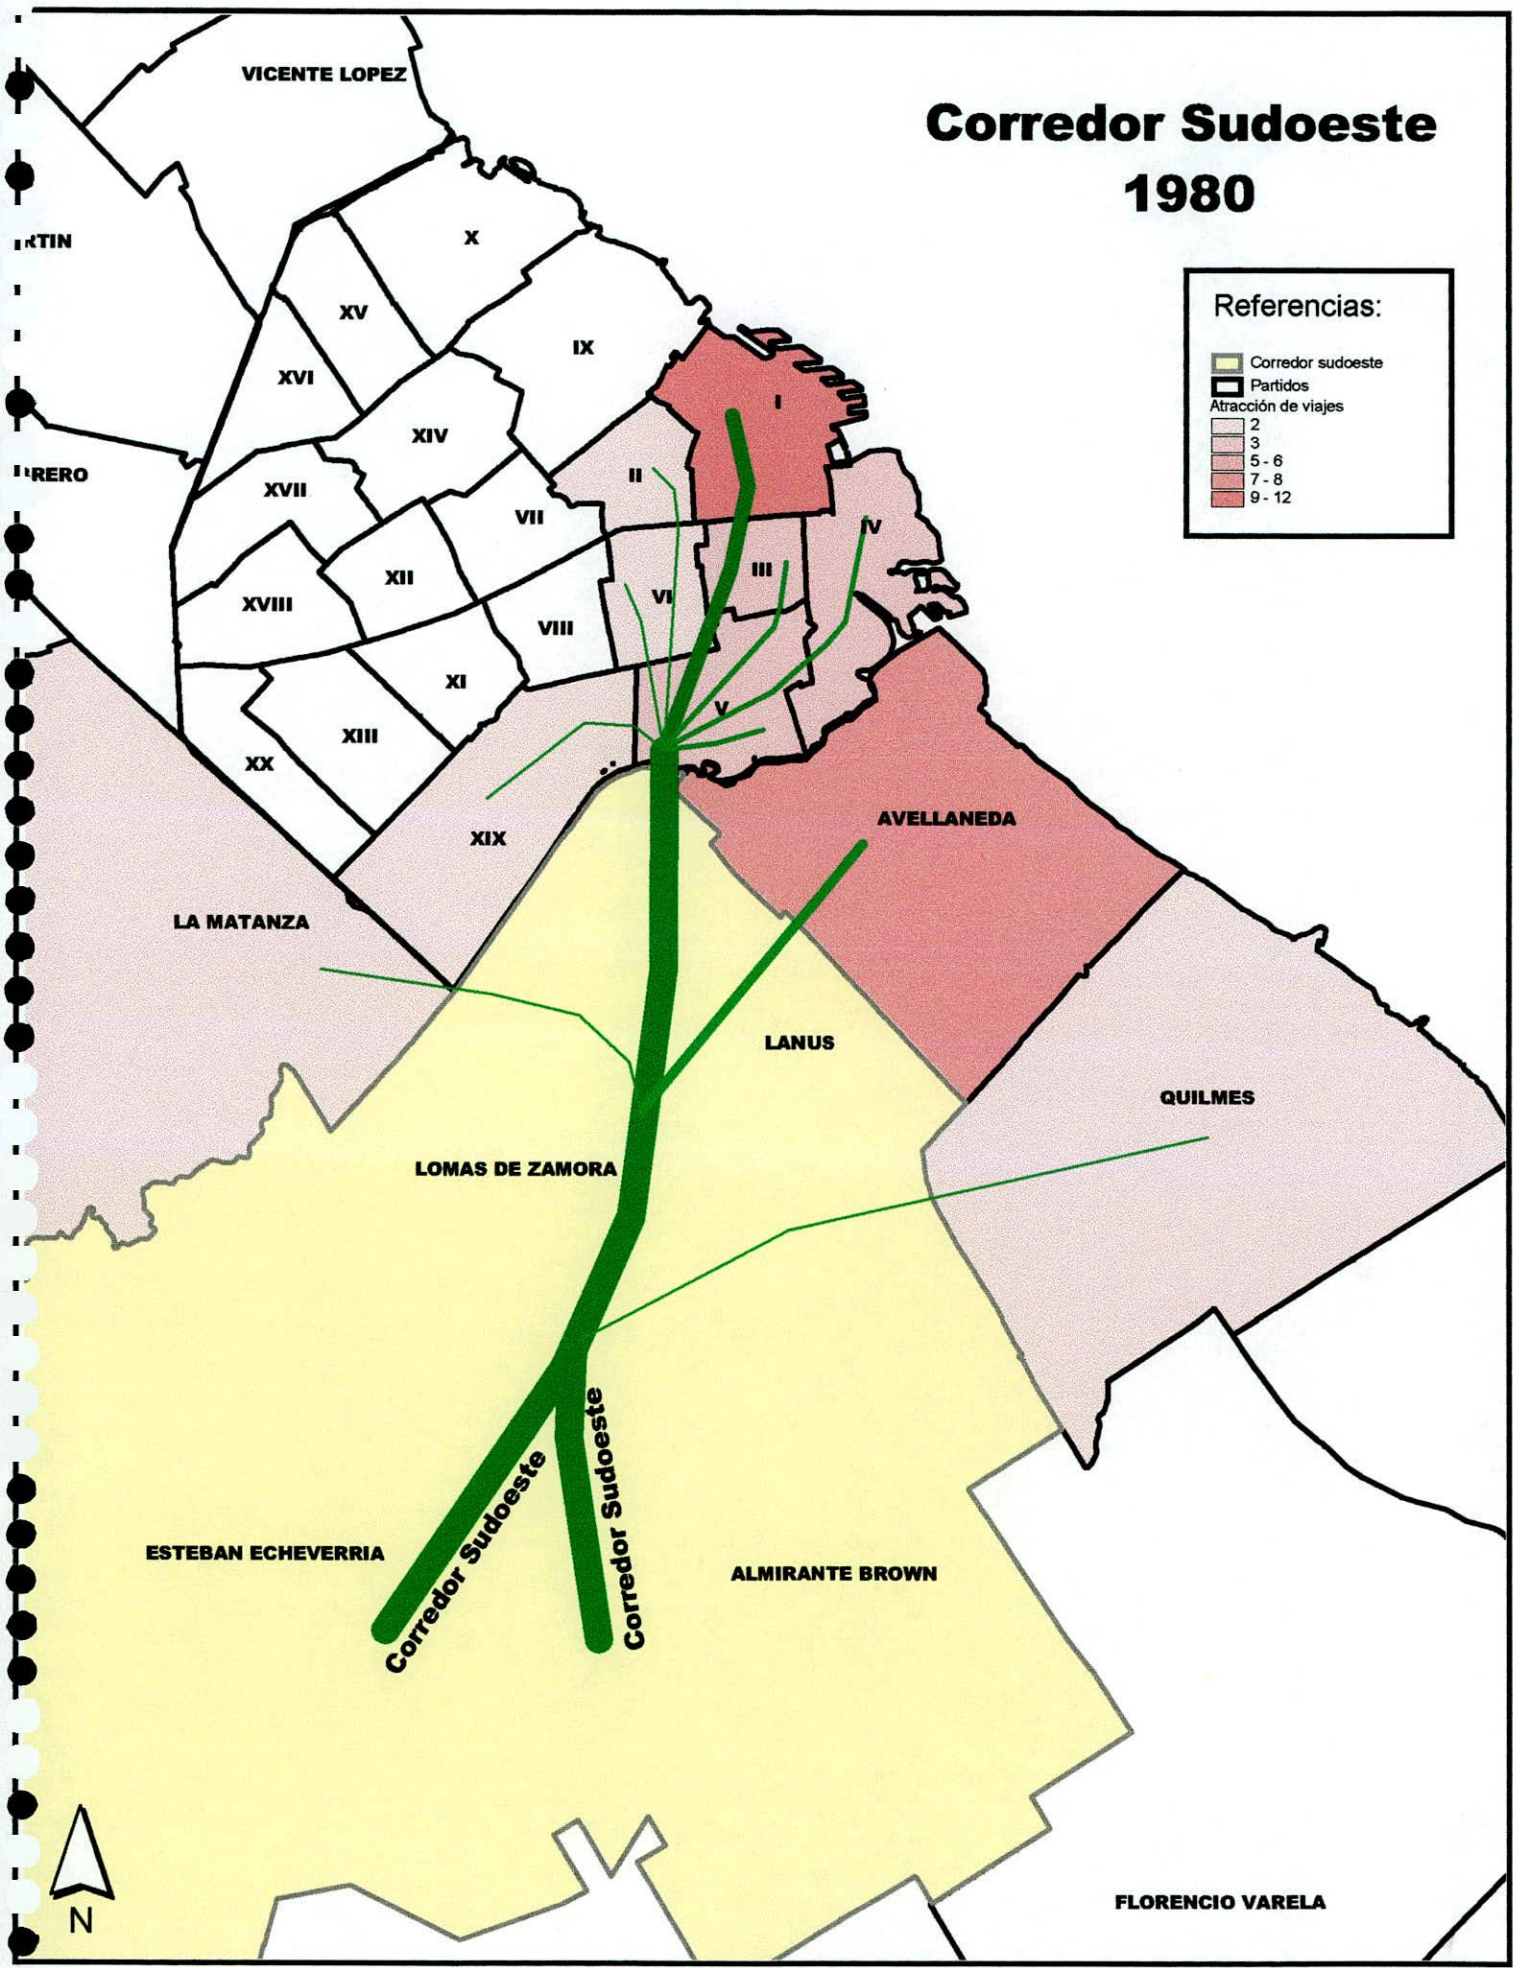 VICENTE LOPEZ
Corredor Sudoeste
1980
RTIN
X
XV
IX
XVI
I
XIV
RERO
II
XVII
VII
IV
XII
III
XVIII
VI
VIII
XI
V
XIII
XX
XIX
Referencias:
Corredor sudoeste
Partidos
Atracción de viajes
2
3
5 - 6
7 - 8
9 - 12
AVELLANEDA
LA MATANZA
LANUS
QUILMES
LOMAS DE ZAMORA
Corredor Sudoeste
Corredor Sudoeste
ESTEBAN ECHEVERRIA
ALMIRANTE BROWN
FLORENCIO VARELA
N